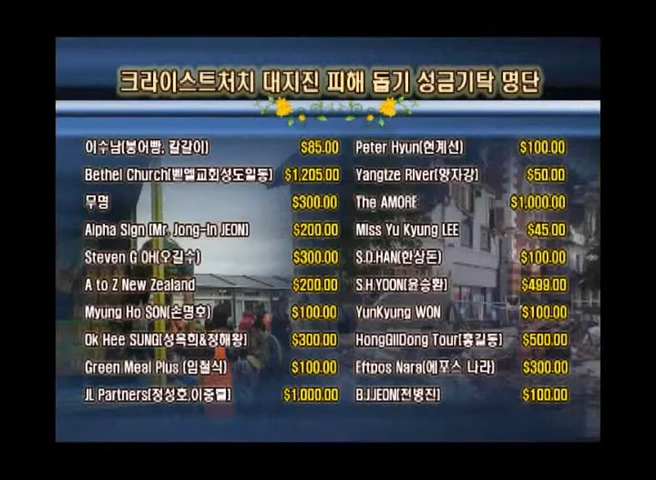 크라이스트처치 대지진 피해 돕기 성금기탁 명단
이수남(붕어빵, 갈갈이) $85.00
Bethel Church(벧엘교회성도일동) $1,205.00
무명 $300.00
Alpha Sign (Mr. Jong-In JEON) $200.00
Steven G OH(오길수) $300.00
A to Z New Zealand $200.00
Myung Ho SON(손명호) $100.00
Ok Hee SUNG(성옥희&정해왕) $300.00
Green Meal Plus (임철식) $100.00
JL Partners(정성호,이중렬) $1,000.00
Peter Hyun(현계선) $100.00
Yangtze River(양자강) $50.00
The AMORE $1,000.00
Miss Yu Kyung LEE $45.00
S.D.HAN(한상돈) $100.00
S.H.YOON(윤승환) $499.00
YunKyung WON $100.00
HongGilDong Tour(홍길동) $500.00
Eftpos Nara(에포스 나라) $300.00
B.J.JEON(전병진) $100.00